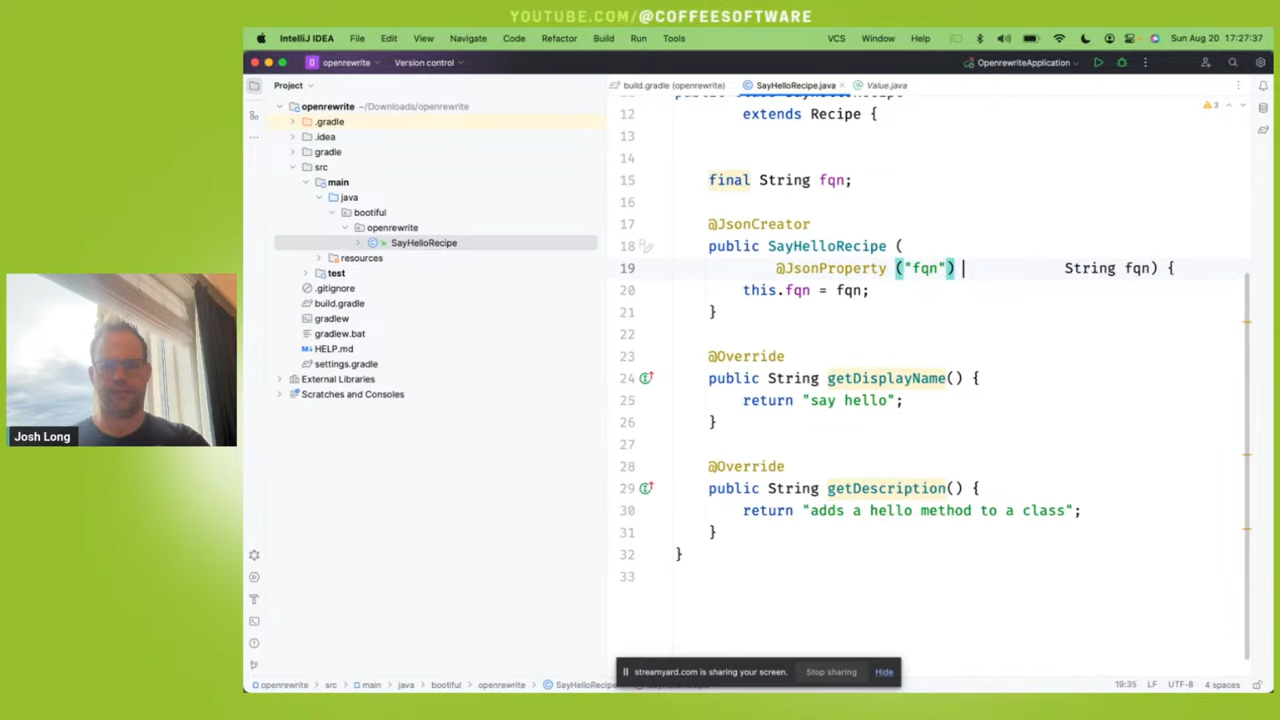 YOUTUBE.COM/@COFFEESOFTWARE
IntelliJ IDEA File Edit View Navigate Code Refactor Build Run Tools VCS Window Help Sun Aug 20 17:27:37
openrewrite Version control OpenrewriteApplication
Project
openrewrite ~/Downloads/openrewrite
.gradle
.idea
gradle
src
main
java
bootiful
openrewrite
SayHelloRecipe
resources
test
.gitignore
build.gradle
gradlew
gradlew.bat
HELP.md
settings.gradle
External Libraries
Scratches and Consoles
build.gradle (openrewrite) SayHelloRecipe.java Value.java
3
12 extends Recipe {
13
14
15 final String fqn;
16
17 @JsonCreator
18 public SayHelloRecipe (
19 @JsonProperty ("fqn") String fqn) {
20 this.fqn = fqn;
21 }
22
23 @Override
24 public String getDisplayName() {
25 return "say hello";
26 }
27
28 @Override
29 public String getDescription() {
30 return "adds a hello method to a class";
31 }
32 }
33
Josh Long
streamyard.com is sharing your screen. Stop sharing Hide
openrewrite src main java bootiful openrewrite SayHelloRecipe
19:35 LF UTF-8 4 spaces